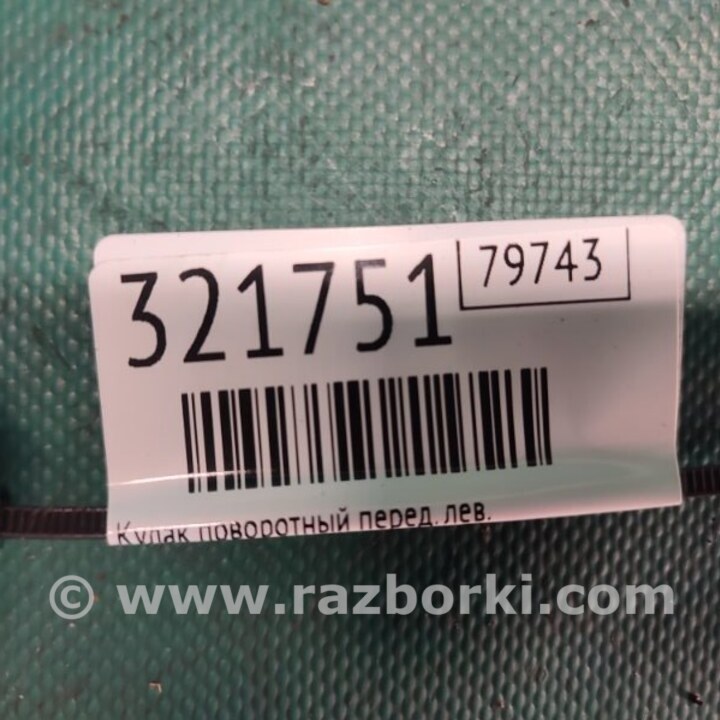 321751
79743
Кулак поворотный перед. лев.
© www.razborki.com